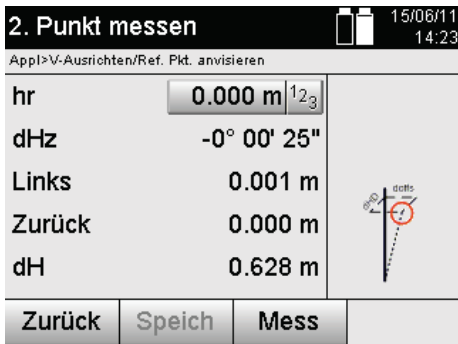 2. Punkt messen
15/06/11
14:23
Appl>V-Ausrichten/Ref. Pkt. anvisieren
hr 0.000 m 123
dHz -0° 00' 25"
Links 0.001 m
Zurück 0.000 m
dH 0.628 m
Zurück Speich Mess